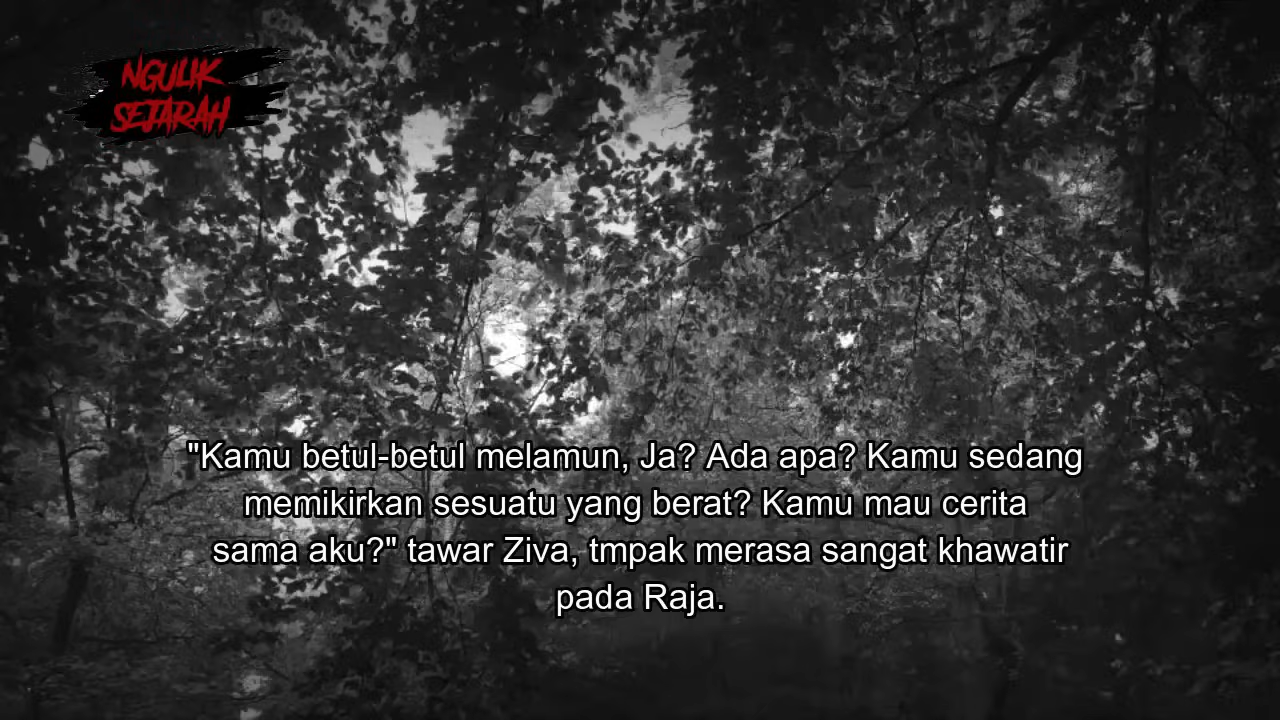 NGULIK
SEJARAH
"Kamu betul-betul melamun, Ja? Ada apa? Kamu sedang
memikirkan sesuatu yang berat? Kamu mau cerita
sama aku?" tawar Ziva, tmpak merasa sangat khawatir
pada Raja.